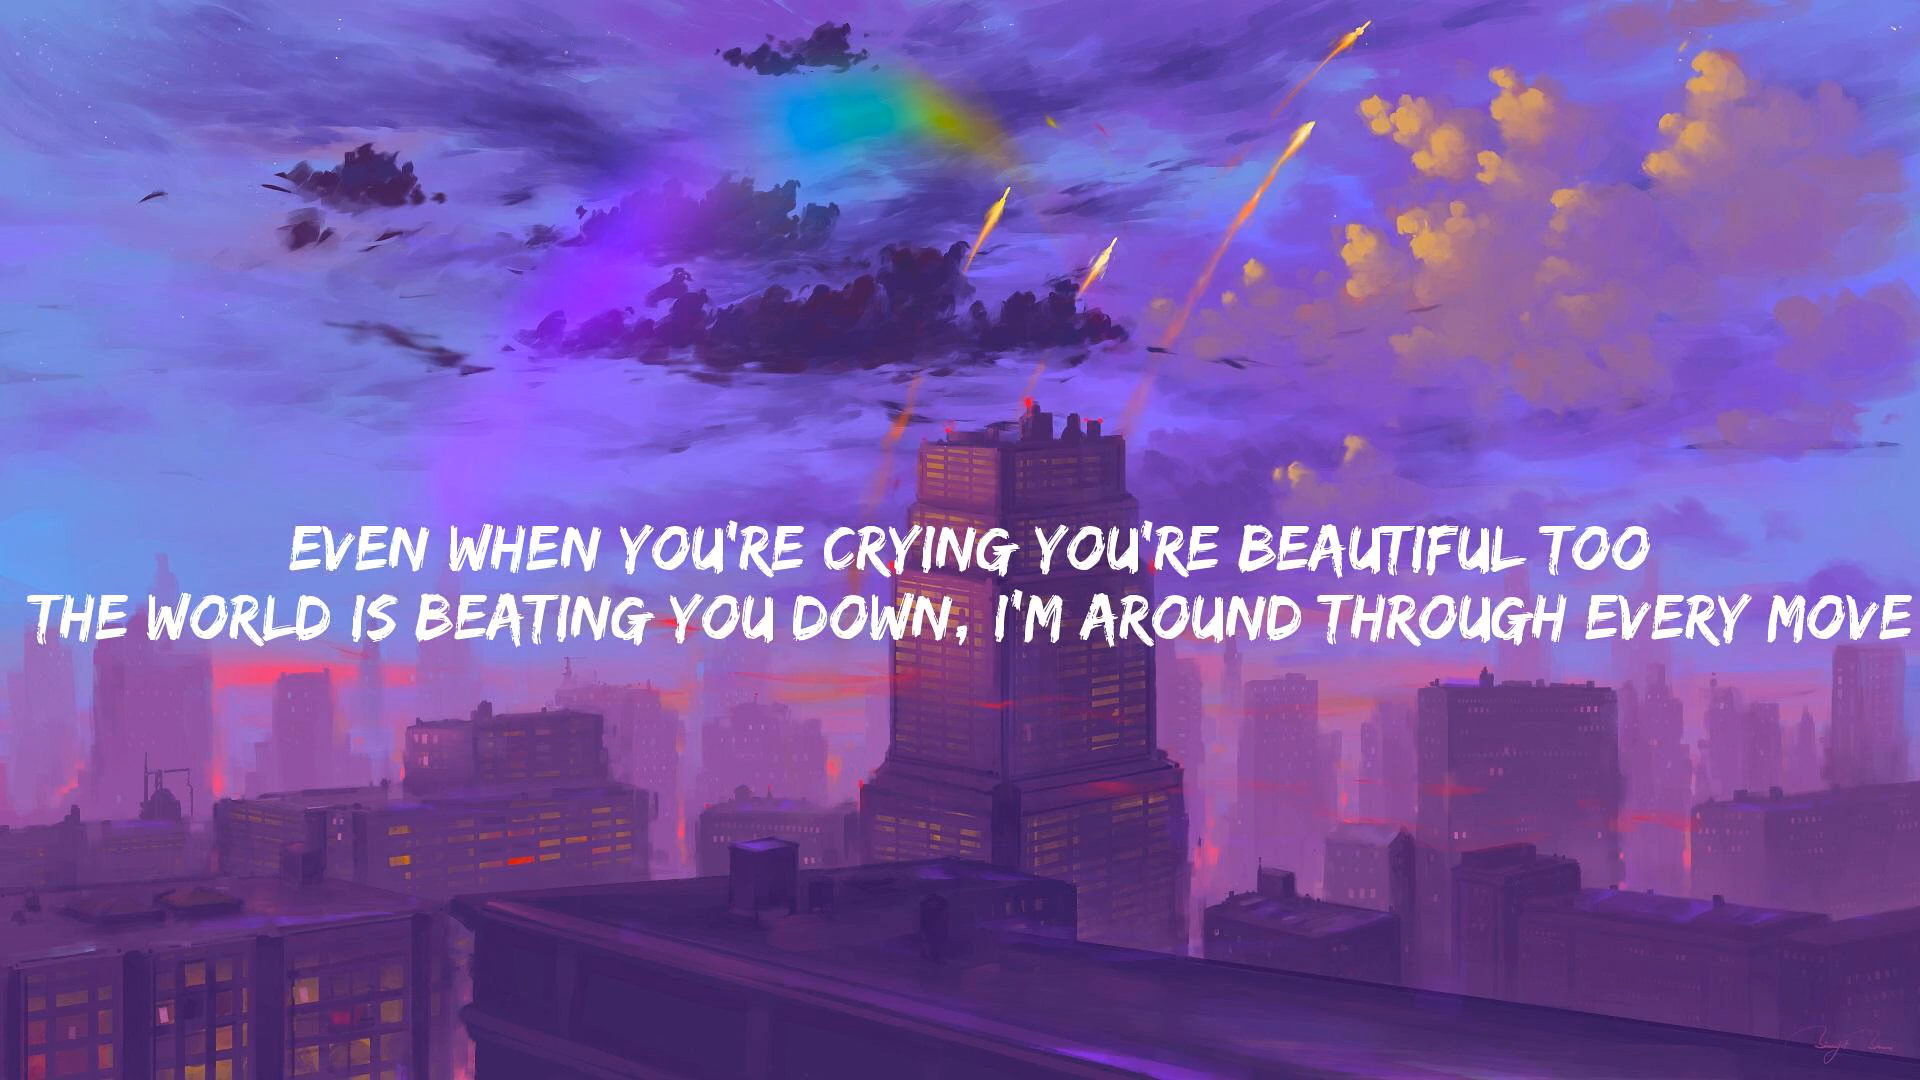 EVEN WHEN YOU'RE CRYING YOU'RE BEAUTIFUL TOO
THE WORLD IS BEATING YOU DOWN, I'M AROUND THROUGH EVERY MOVE